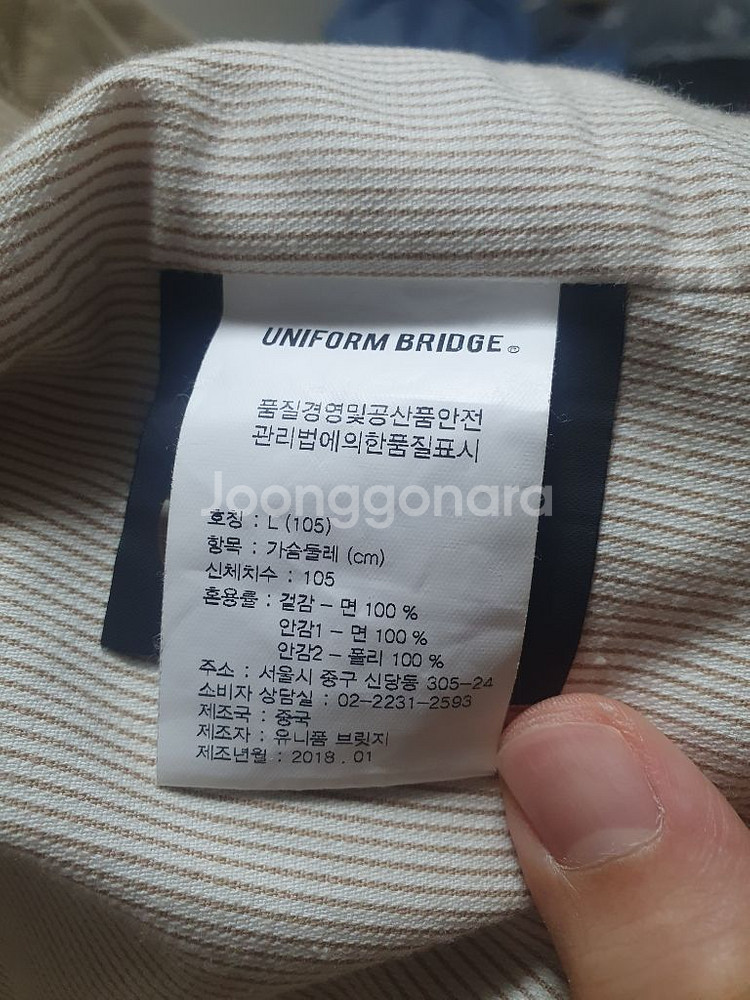 UNIFORM BRIDGE®
품질경영및공산품안전
관리법에의한품질표시
Joonggonara
호칭 : L (105)
항목 : 가슴둘레 (cm)
신체치수 : 105
혼용률 : 겉감 - 면 100 %
안감1 - 면 100 %
안감2 - 폴리 100 %
주소 : 서울시 중구 신당동 305-24
소비자 상담실 : 02-2231-2593
제조국 : 중국
제조자 : 유니폼 브릿지
제조년월 : 2018 . 01